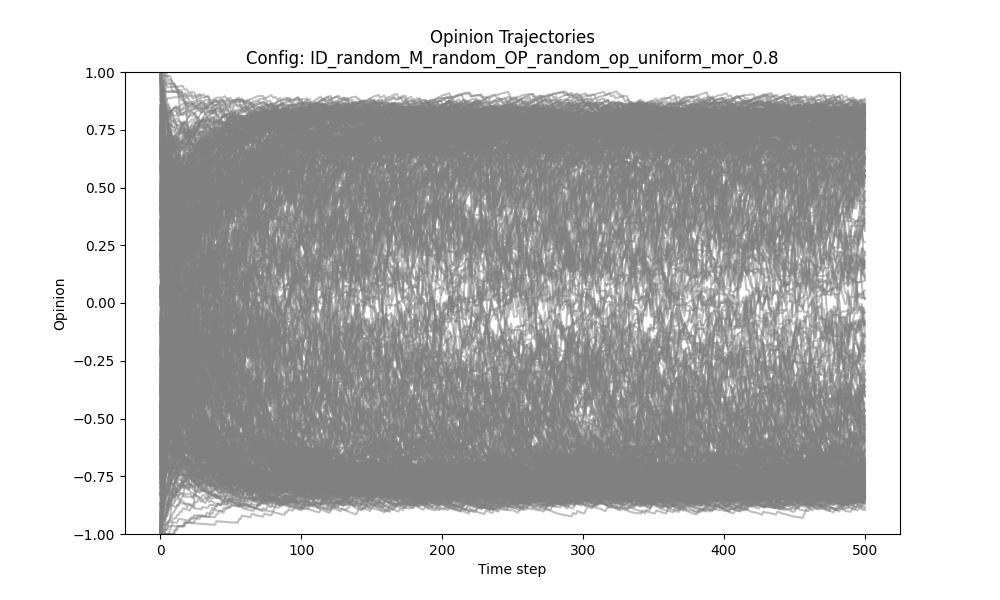 Opinion Trajectories
Config: ID_random_M_random_OP_random_op_uniform_mor_0.8
1.00
0.75
0.50
0.25
0.00
−0.25
−0.50
−0.75
−1.00
Opinion
0 100 200 300 400 500
Time step